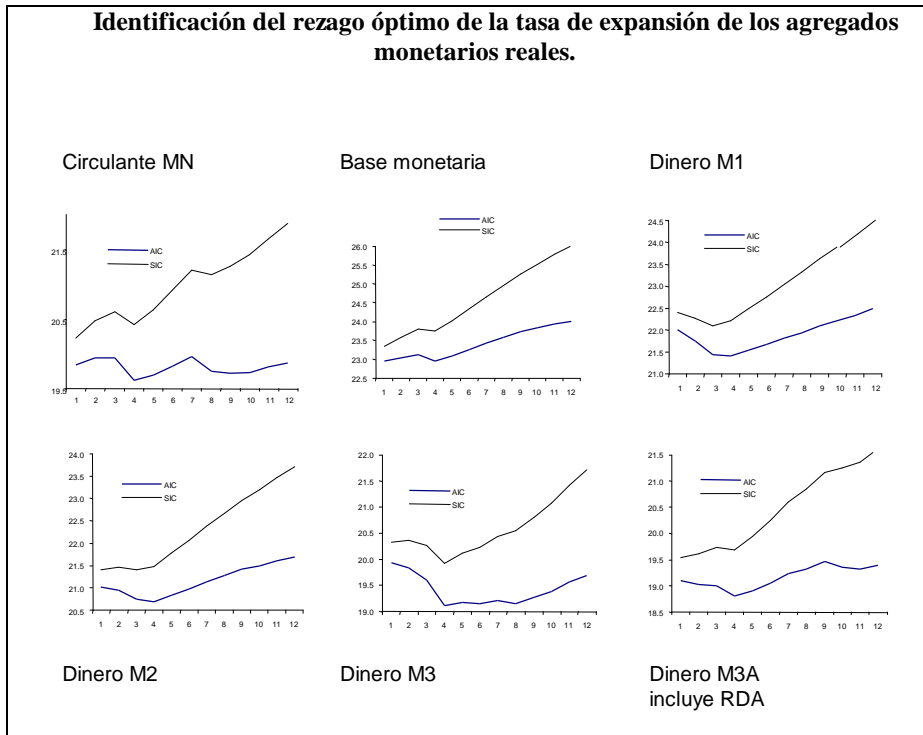 Identificación del rezago óptimo de la tasa de expansión de los agregados
monetarios reales.
Circulante MN
Base monetaria
Dinero M1
21.5
20.5
19.5
AIC
SIC
1 2 3 4 5 6 7 8 9 10 11 12
AIC
SIC
26.0
25.5
25.0
24.5
24.0
23.5
23.0
22.5
1 2 3 4 5 6 7 8 9 10 11 12
24.5
24.0
23.5
23.0
22.5
22.0
21.5
21.0
AIC
SIC
1 2 3 4 5 6 7 8 9 10 11 12
24.0
23.5
23.0
22.5
22.0
21.5
21.0
20.5
AIC
SIC
1 2 3 4 5 6 7 8 9 10 11 12
22.0
21.5
21.0
20.5
20.0
19.5
19.0
AIC
SIC
1 2 3 4 5 6 7 8 9 10 11 12
21.5
21.0
20.5
20.0
19.5
19.0
18.5
AIC
SIC
1 2 3 4 5 6 7 8 9 10 11 12
Dinero M2
Dinero M3
Dinero M3A
incluye RDA